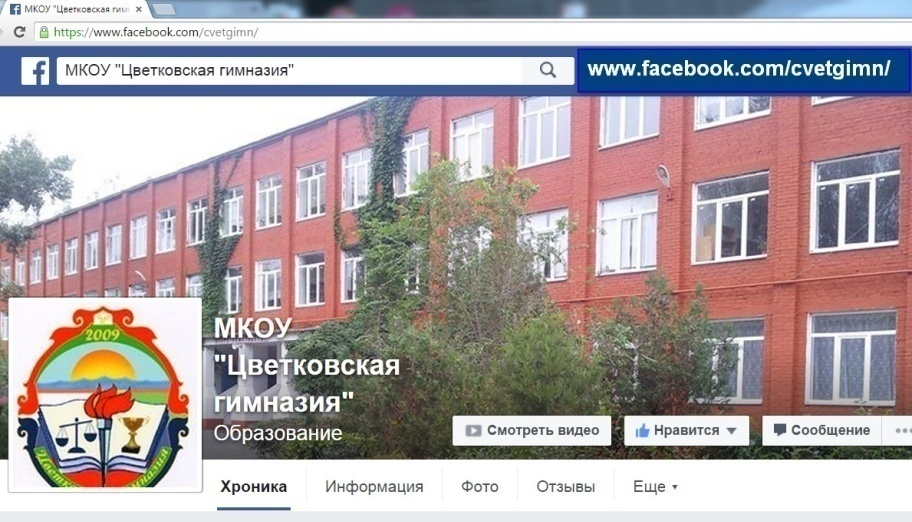 МКОУ "Цветковская гим
https://www.facebook.com/cvetgimn/
МКОУ "Цветковская гимназия"
www.facebook.com/cvetgimn/
2009
МКОУ
"Цветковская
гимназия"
Образование
Смотреть видео
Нравится
Сообщение
Хроника
Информация
Фото
Отзывы
Еще